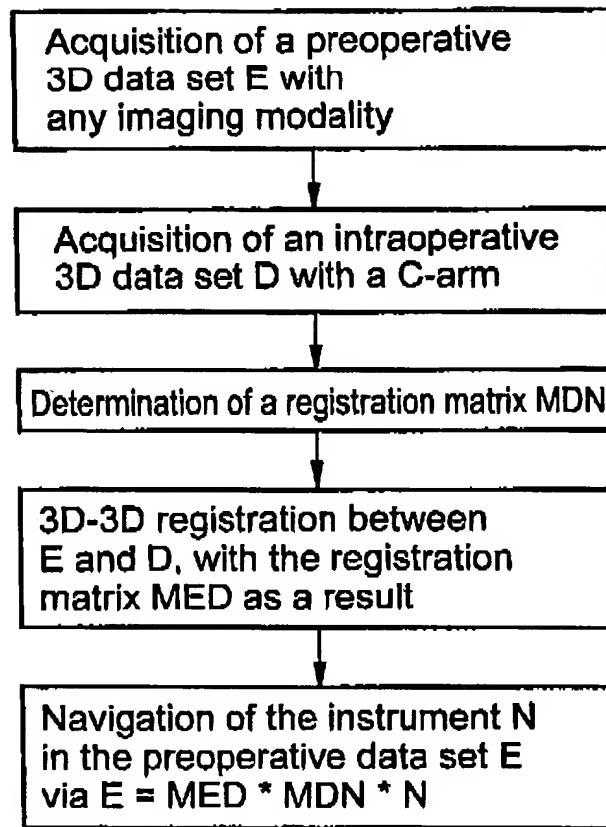 Acquisition of a preoperative
3D data set E with
any imaging modality
Acquisition of an intraoperative
3D data set D with a C-arm
Determination of a registration matrix MDN
3D-3D registration between
E and D, with the registration
matrix MED as a result
Navigation of the instrument N
in the preoperative data set E
via E = MED * MDN * N